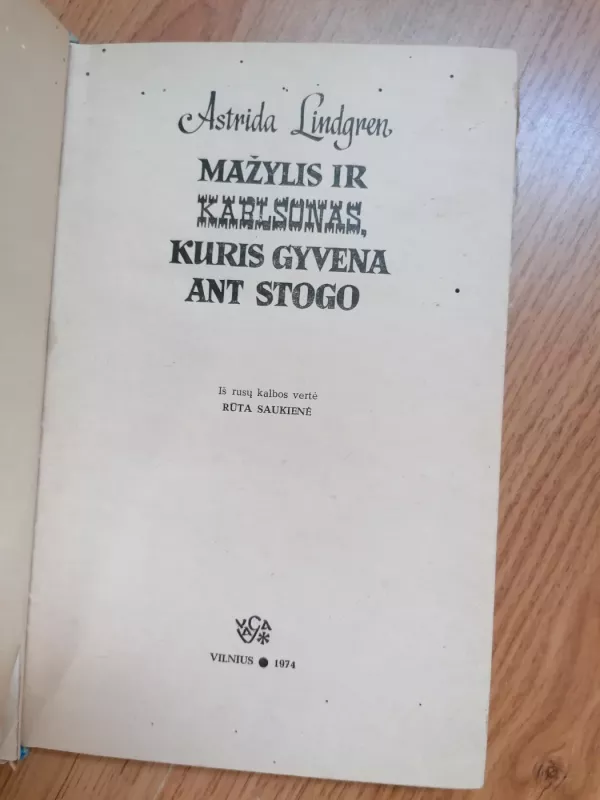 Astrida Lindgren
MAŽYLIS IR
KARLSONAS,
KURIS GYVENA
ANT STOGO
Iš rusų kalbos vertė
RŪTA SAUKIENĖ
VILNIUS ● 1974